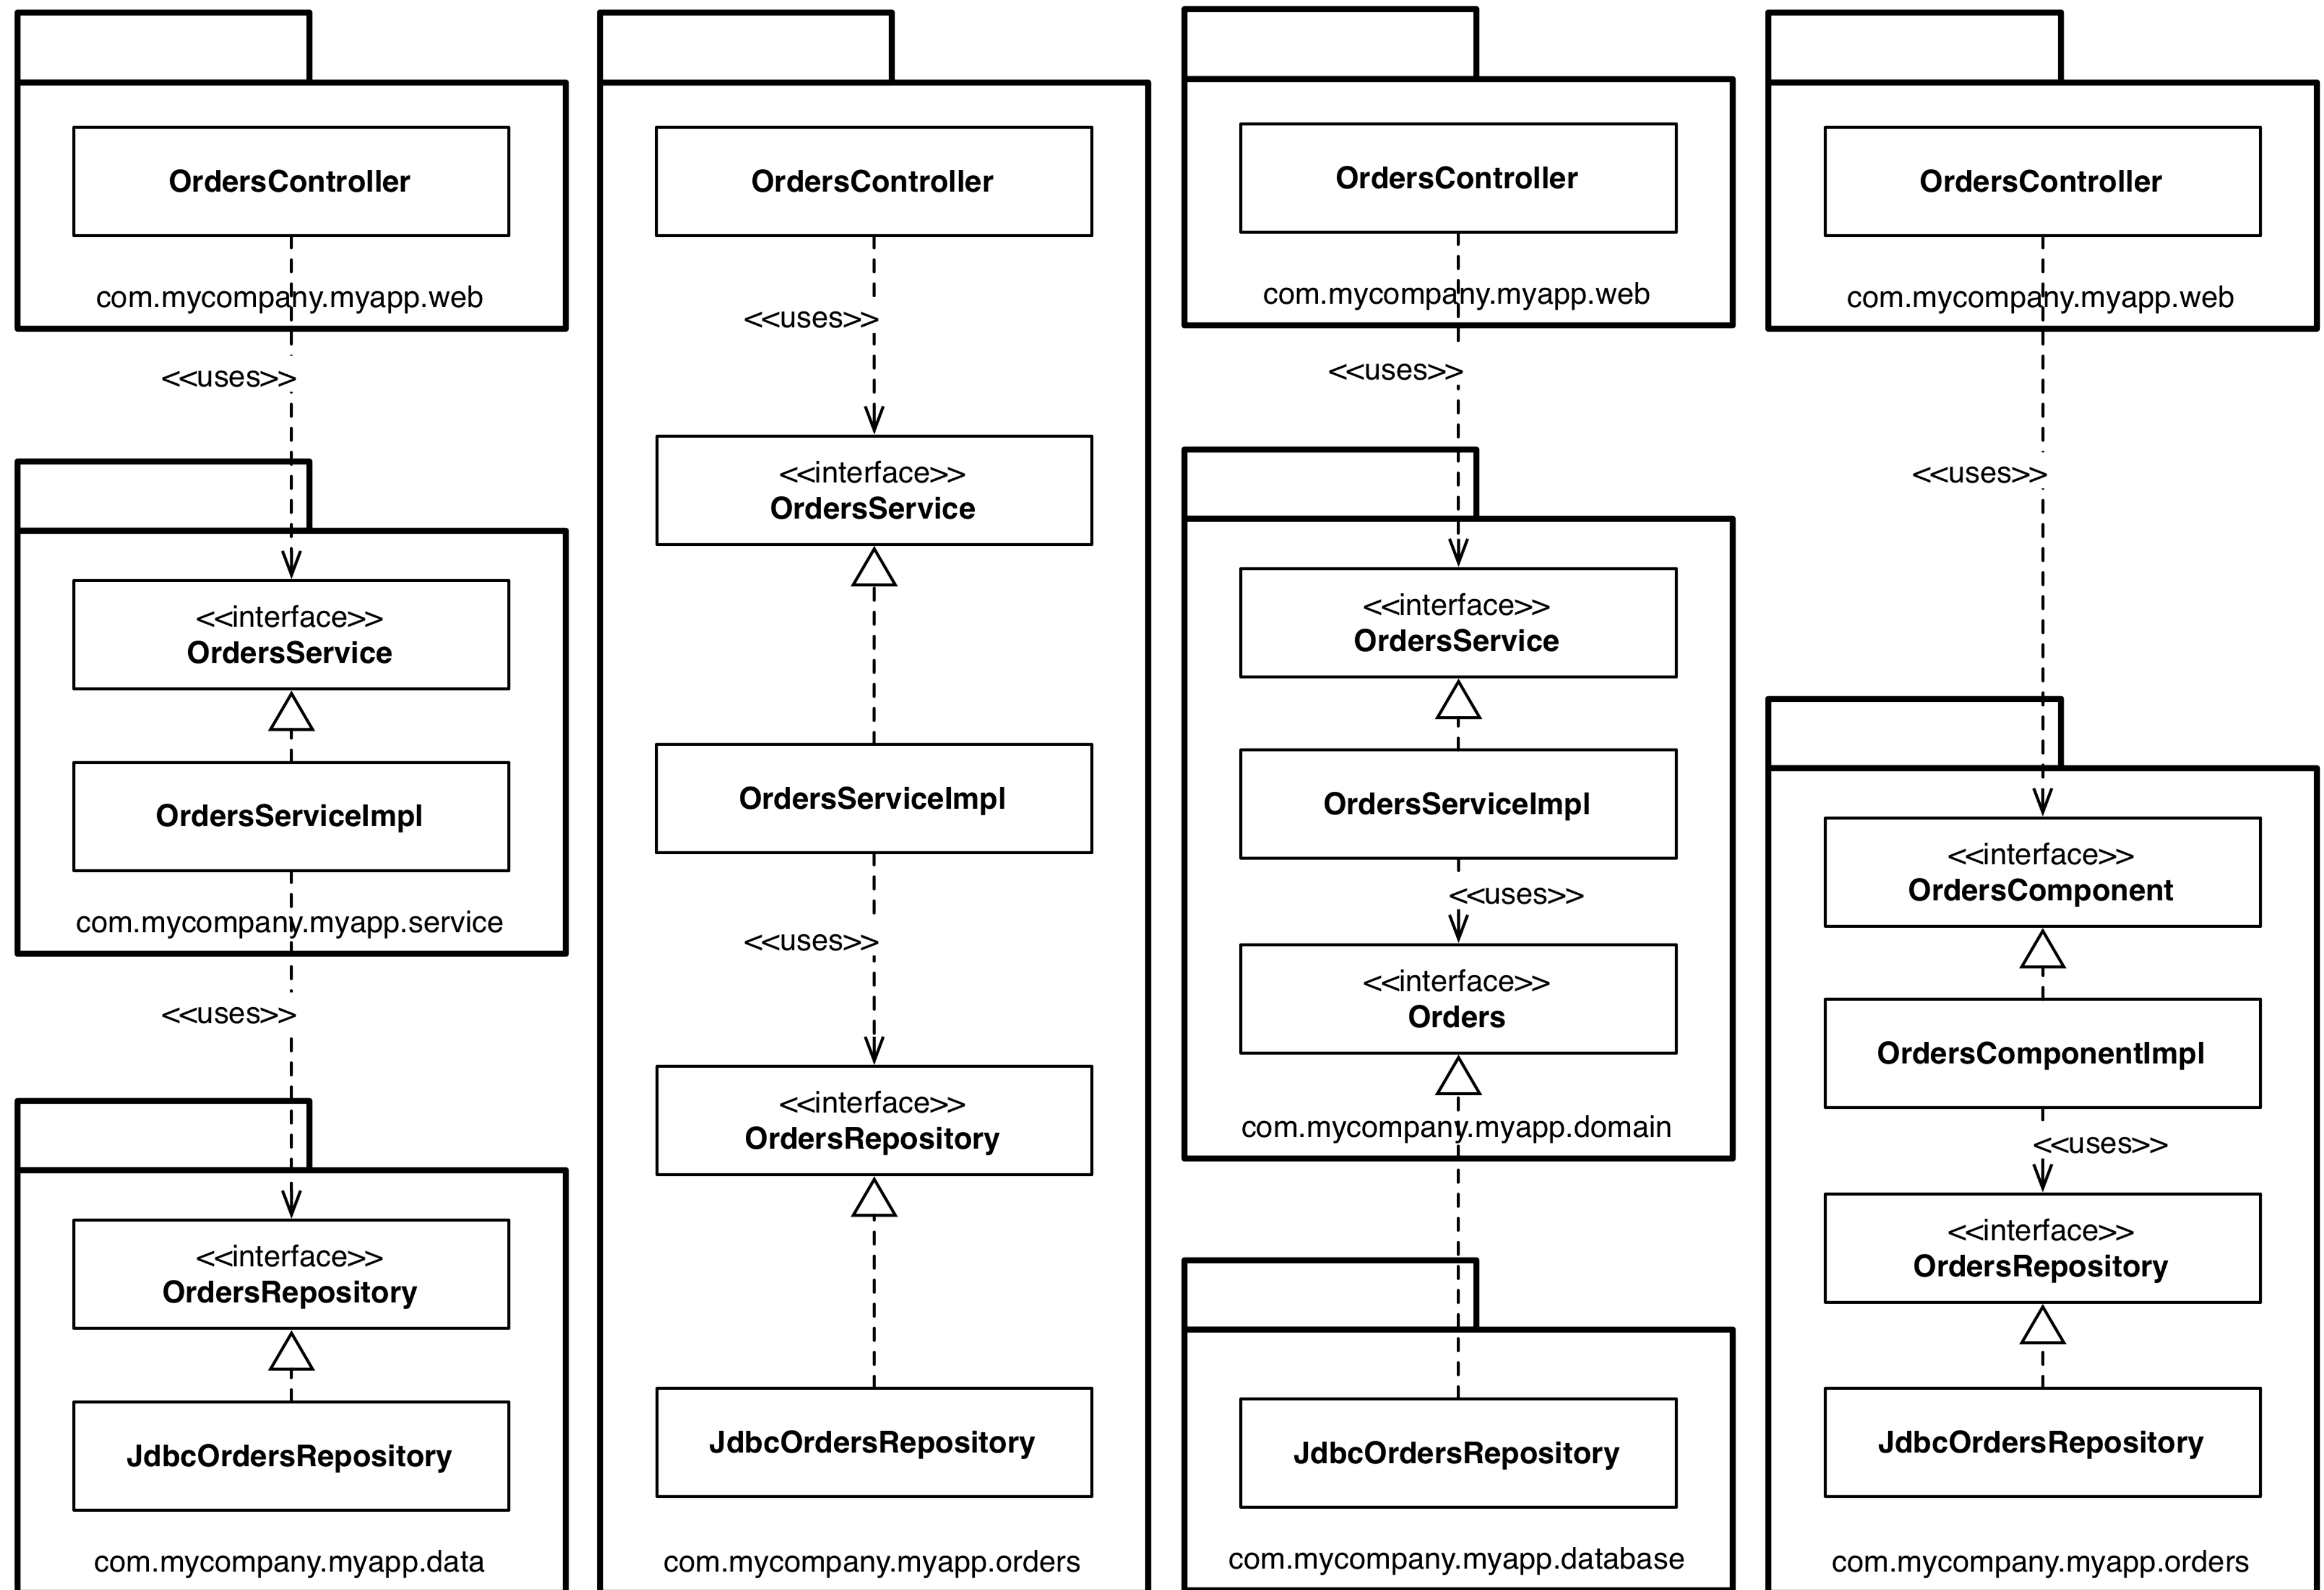 OrdersController
com.mycompany.myapp.web
<<uses>>
<<interface>>
OrdersService
OrdersServiceImpl
com.mycompany.myapp.service
<<uses>>
<<interface>>
OrdersRepository
JdbcOrdersRepository
com.mycompany.myapp.data
OrdersController
<<uses>>
<<interface>>
OrdersService
OrdersServiceImpl
<<uses>>
<<interface>>
OrdersRepository
JdbcOrdersRepository
com.mycompany.myapp.orders
OrdersController
com.mycompany.myapp.web
<<uses>>
<<interface>>
OrdersService
OrdersServiceImpl
<<uses>>
<<interface>>
Orders
com.mycompany.myapp.domain
JdbcOrdersRepository
com.mycompany.myapp.database
OrdersController
com.mycompany.myapp.web
<<uses>>
<<interface>>
OrdersComponent
OrdersComponentImpl
<<uses>>
<<interface>>
OrdersRepository
JdbcOrdersRepository
com.mycompany.myapp.orders